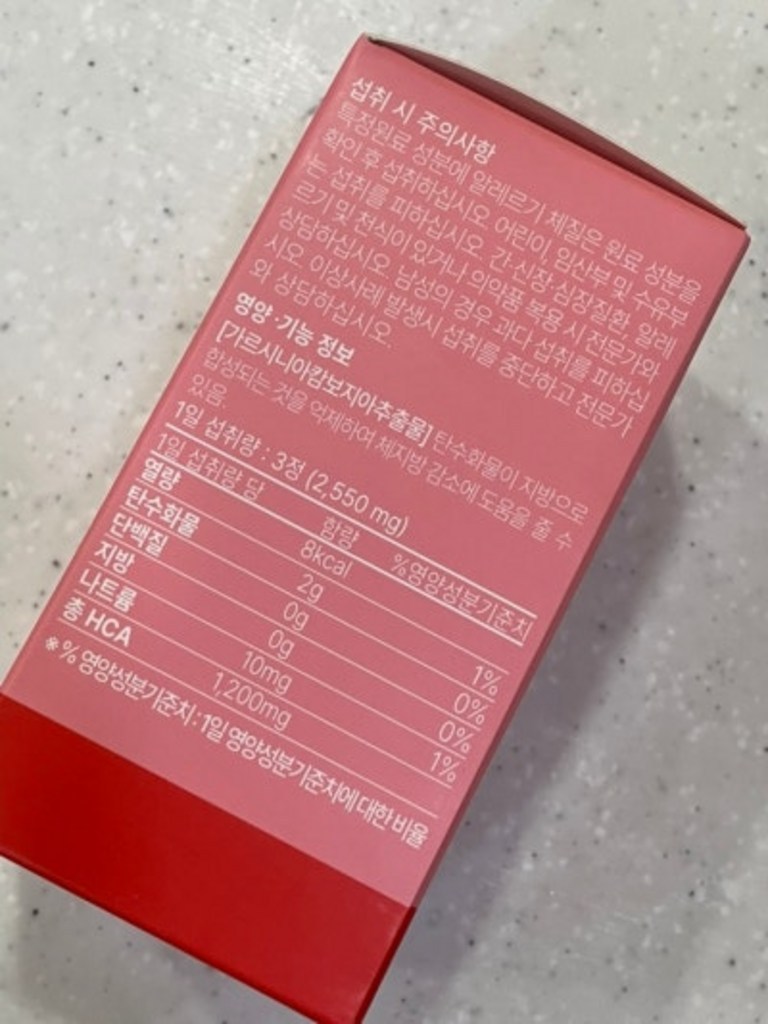 섭취 시 주의사항
특정원료 성분에 알레르기 체질은 원료 성분을
확인 후 섭취하십시오. 어린이, 임산부 및 수유부
는 섭취를 피하십시오. 간·신장·심장질환, 알레
르기 및 천식이 있거나 의약품 복용 시 전문가와
상담하십시오. 남성의 경우 과다 섭취를 피하십
시오. 이상사례 발생시 섭취를 중단하고 전문가
와 상담하십시오.
영양·기능 정보
[가르시니아캄보지아추출물] 탄수화물이 지방으로
합성되는 것을 억제하여 체지방 감소에 도움을 줄 수
있음.
1일 섭취량 : 3정 (2,550 mg)
1일 섭취량 당 함량 %영양성분기준치
열량 8kcal
탄수화물 2g 1%
단백질 0g 0%
지방 0g 0%
나트륨 10mg 1%
총 HCA 1,200mg
※ % 영양성분기준치 : 1일 영양성분기준치에 대한 비율